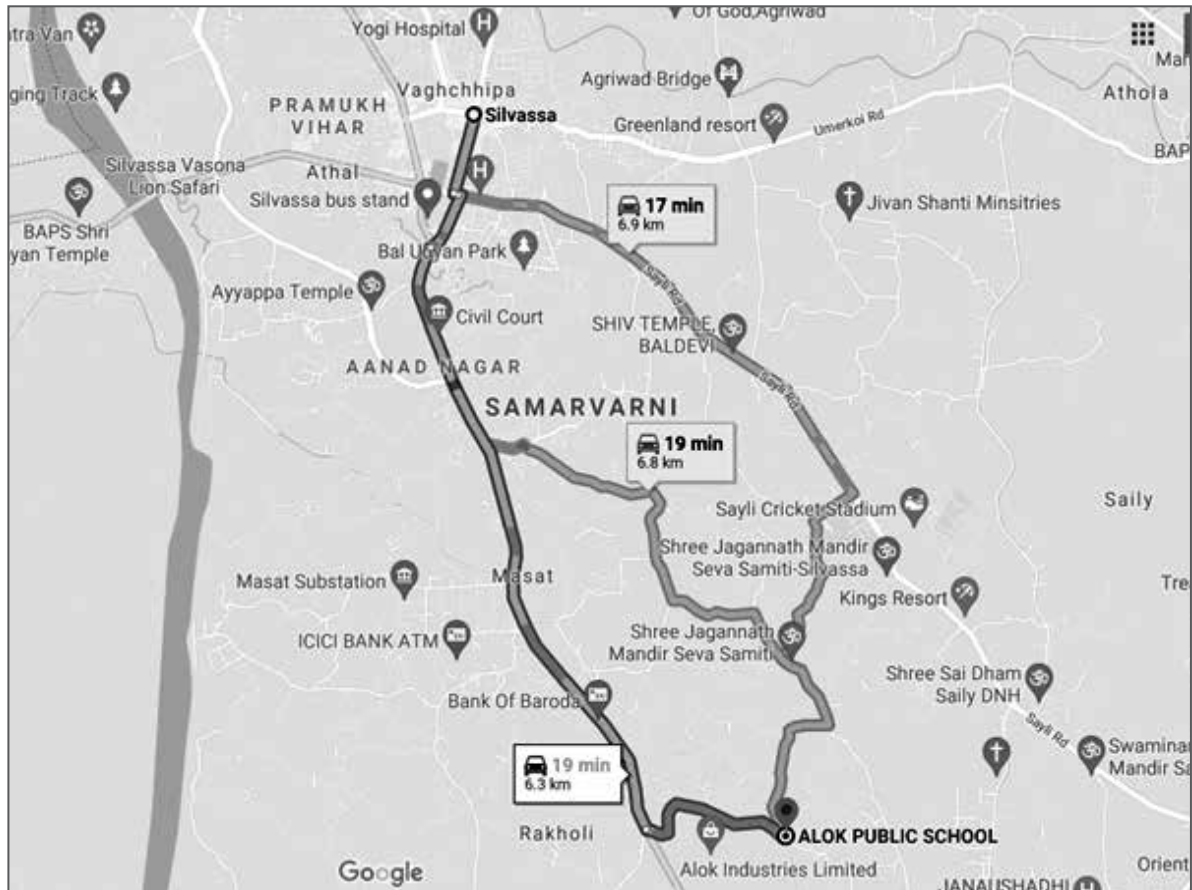 Of God,Agriwad
tra Van
Yogi Hospital
Mar
Agriwad Bridge
ging Track
Vaghchhipa
Athola
PRAMUKH
VIHAR
Silvassa
Greenland resort
Umerkoi Rd
BAP
Silvassa Vasona
Lion Safari
Athal
Silvassa bus stand
17 min
6.9 km
Jivan Shanti Minsitries
BAPS Shri
yan Temple
Bal Udyan Park
Sayli Rd
Ayyappa Temple
Civil Court
SHIV TEMPLE,
BALDEVI
AANAD NAGAR
Sayli Rd
SAMARVARNI
19 min
6.8 km
Saily
Sayli Cricket Stadium
Shree Jagannath Mandir
Seva Samiti-Silvassa
Masat Substation
Masat
Tre
Kings Resort
ICICI BANK ATM
Shree Jagannath
Mandir Seva Samiti
Shree Sai Dham
Saily DNH
Bank Of Baroda
Sayli Rd
Swaminar
Mandir Sa
19 min
6.3 km
Rakholi
ALOK PUBLIC SCHOOL
Alok Industries Limited
Orient
Google
JANAUSHADHI